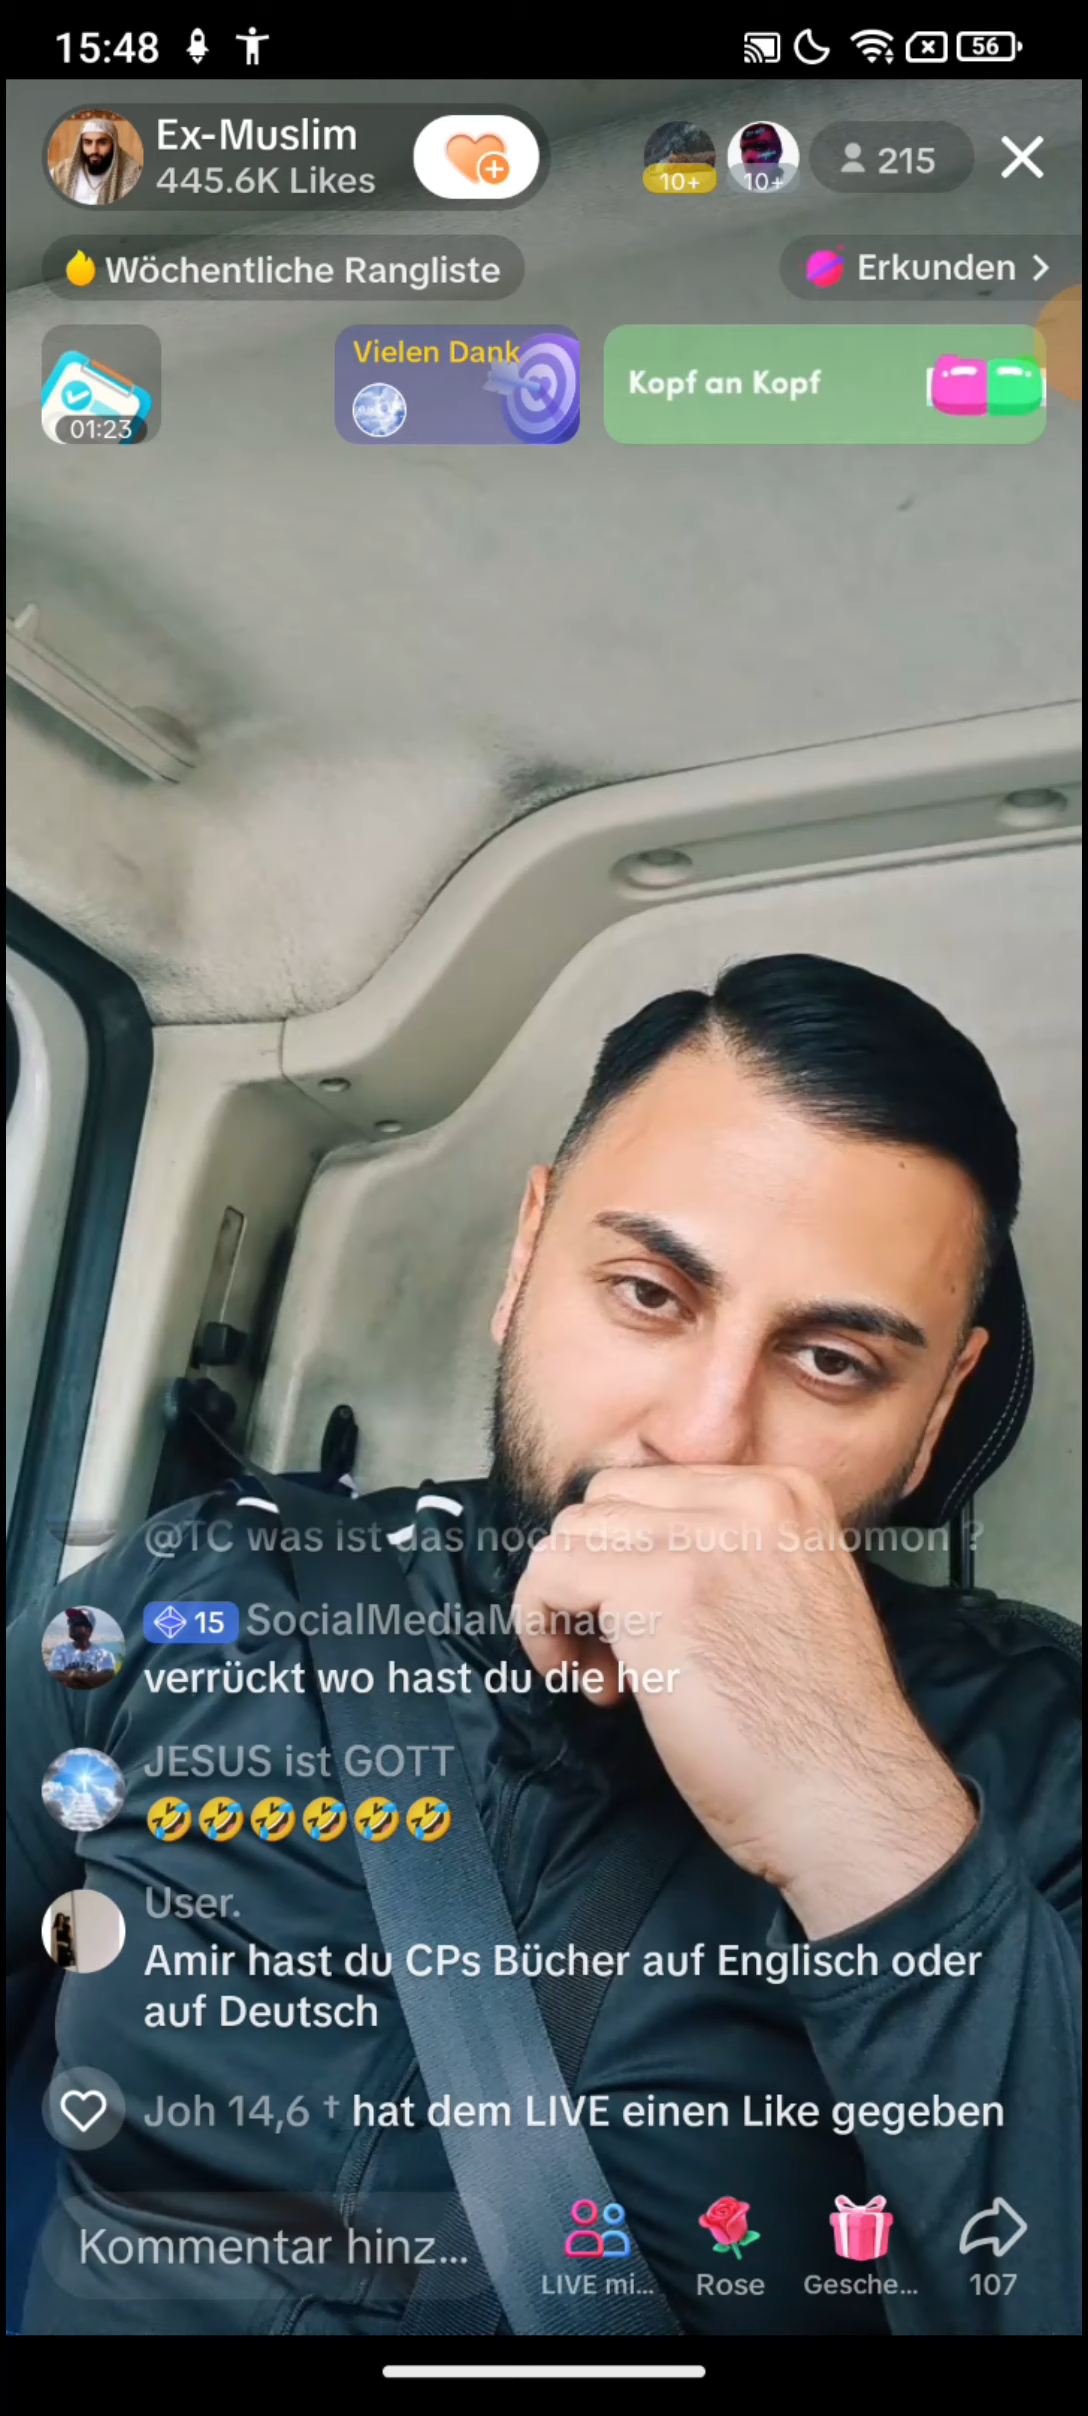 15:48
56
Ex-Muslim
445.6K Likes
10+
10+
215
Wöchentliche Rangliste
Erkunden >
01:23
Vielen Dank
Kopf an Kopf
@TC was ist das noch das Buch Salomon ?
15 SocialMediaManager
verrückt wo hast du die her
JESUS ist GOTT
🤣🤣🤣🤣🤣🤣
User.
Amir hast du CPs Bücher auf Englisch oder
auf Deutsch
Joh 14,6 † hat dem LIVE einen Like gegeben
Kommentar hinz...
LIVE mi...
Rose
Gesche...
107